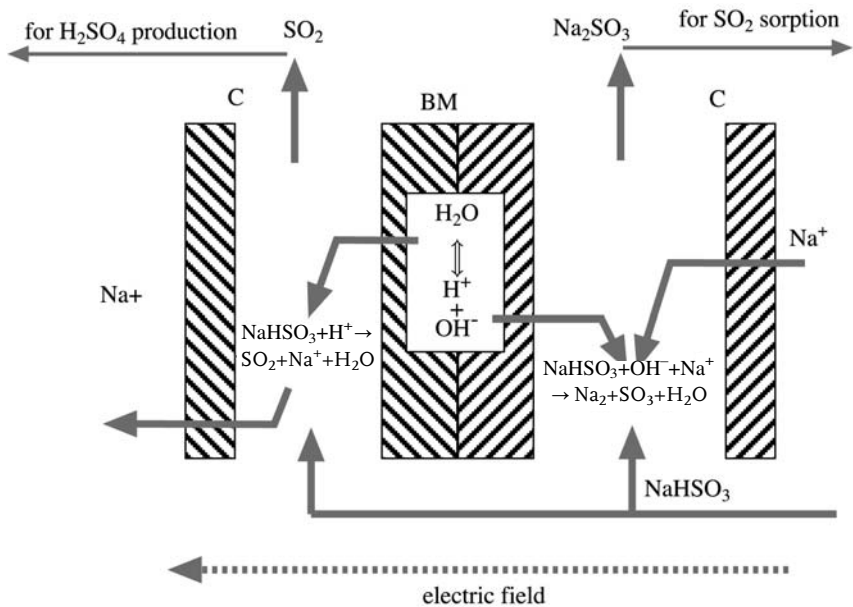 for H₂SO₄ production
SO₂
Na₂SO₃
for SO₂ sorption
C
BM
C
H₂O
⇕
H⁺
+
OH⁻
Na⁺
Na+
NaHSO₃+H⁺→
SO₂+Na⁺+H₂O
NaHSO₃+OH⁻+Na⁺
→ Na₂+SO₃+H₂O
NaHSO₃
electric field